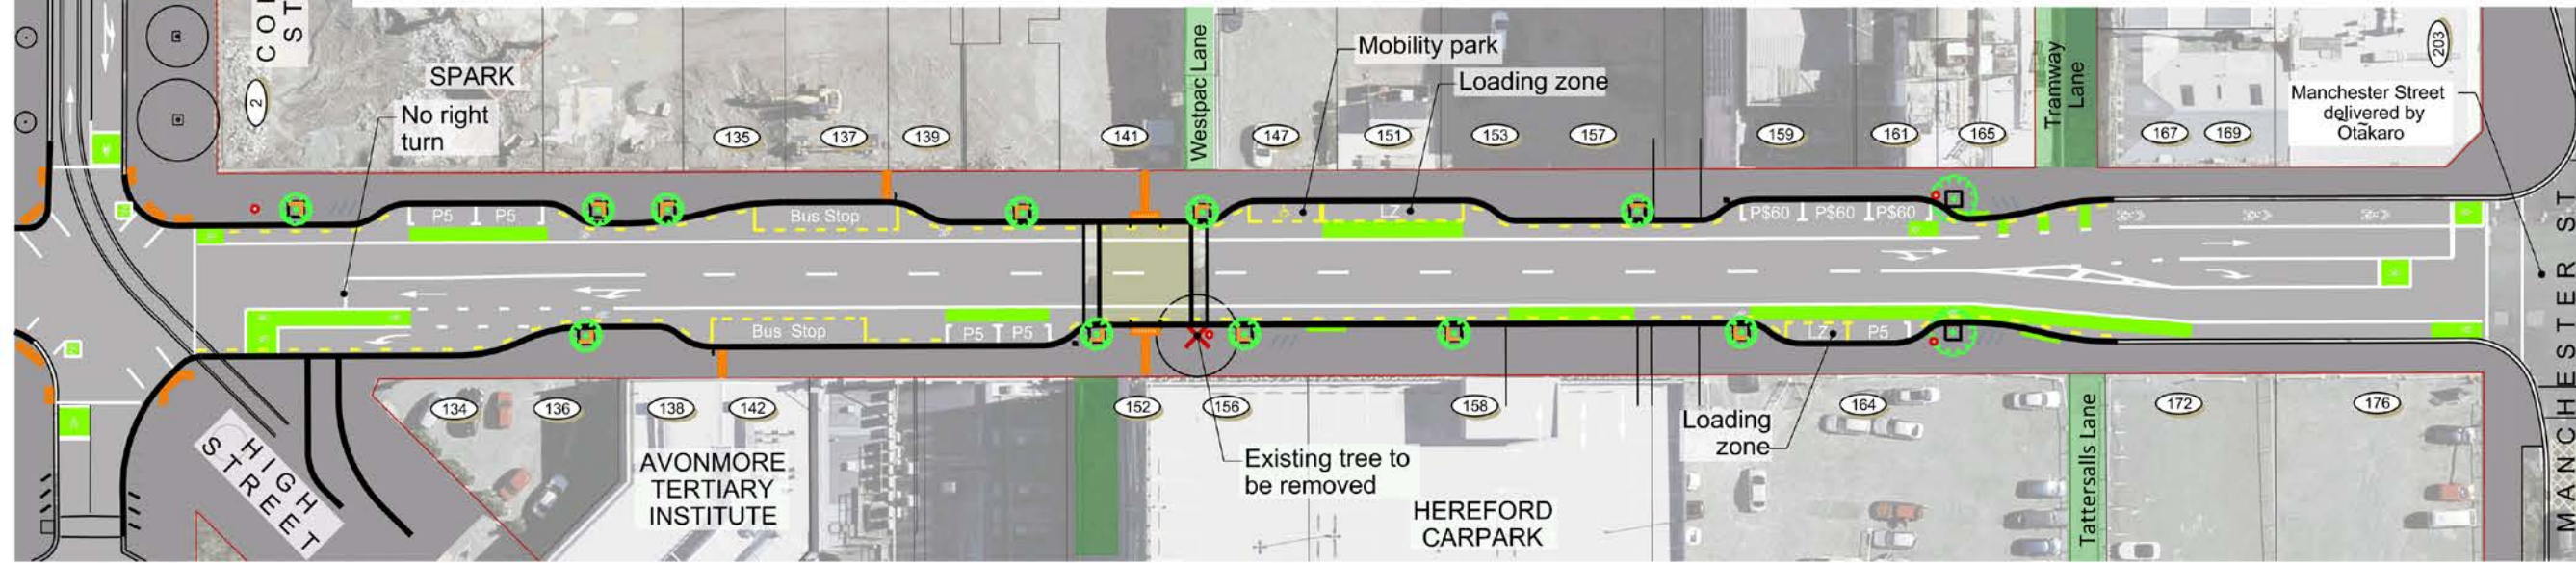 COL
ST
2
SPARK
No right
turn
135
137
139
141
Westpac Lane
147
Mobility park
151
Loading zone
153
157
159
161
165
Tramway
Lane
167
169
203
Manchester Street
delivered by
Otākaro
P5
P5
Bus Stop
LZ
P$60
P$60
P$60
Bus Stop
P5
P5
LZ
P5
MANCHESTER ST
HIGH
STREET
134
136
138
142
AVONMORE
TERTIARY
INSTITUTE
152
156
Existing tree to
be removed
158
HEREFORD
CARPARK
Loading
zone
164
Tattersalls Lane
172
176